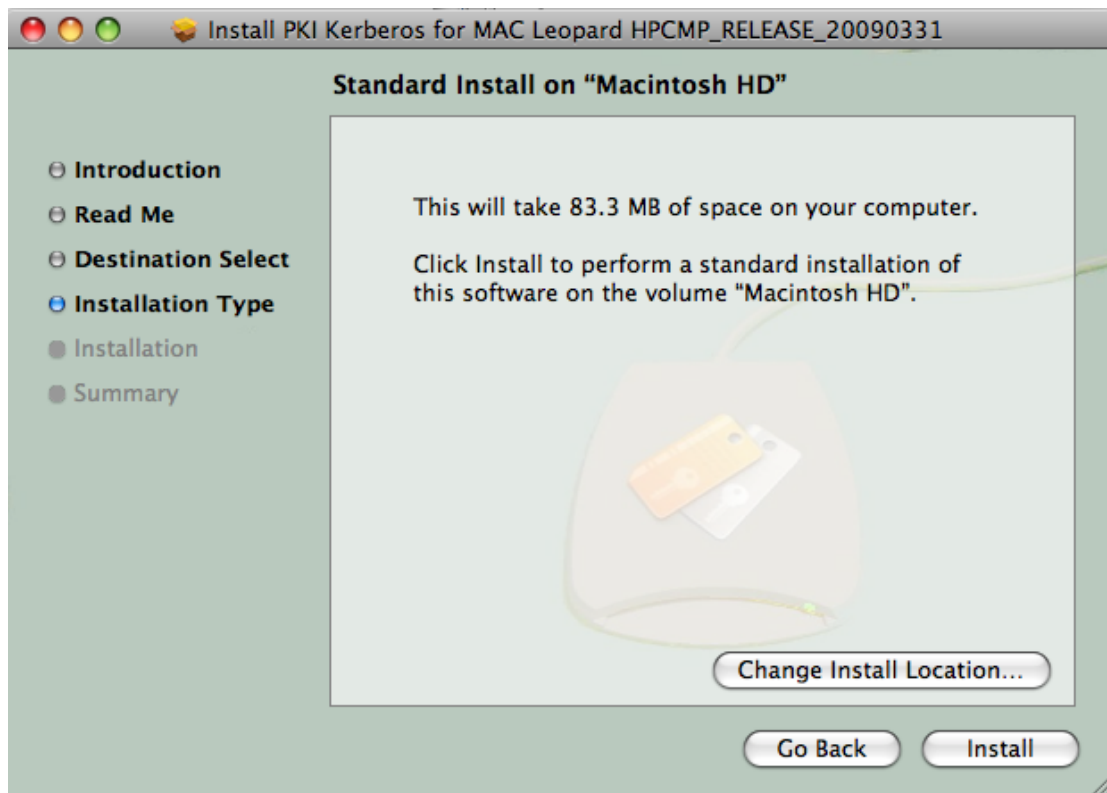 Install PKI Kerberos for MAC Leopard HPCMP_RELEASE_20090331
Standard Install on “Macintosh HD”
Introduction
Read Me
Destination Select
Installation Type
Installation
Summary
This will take 83.3 MB of space on your computer.
Click Install to perform a standard installation of
this software on the volume “Macintosh HD”.
Change Install Location...
Go Back
Install